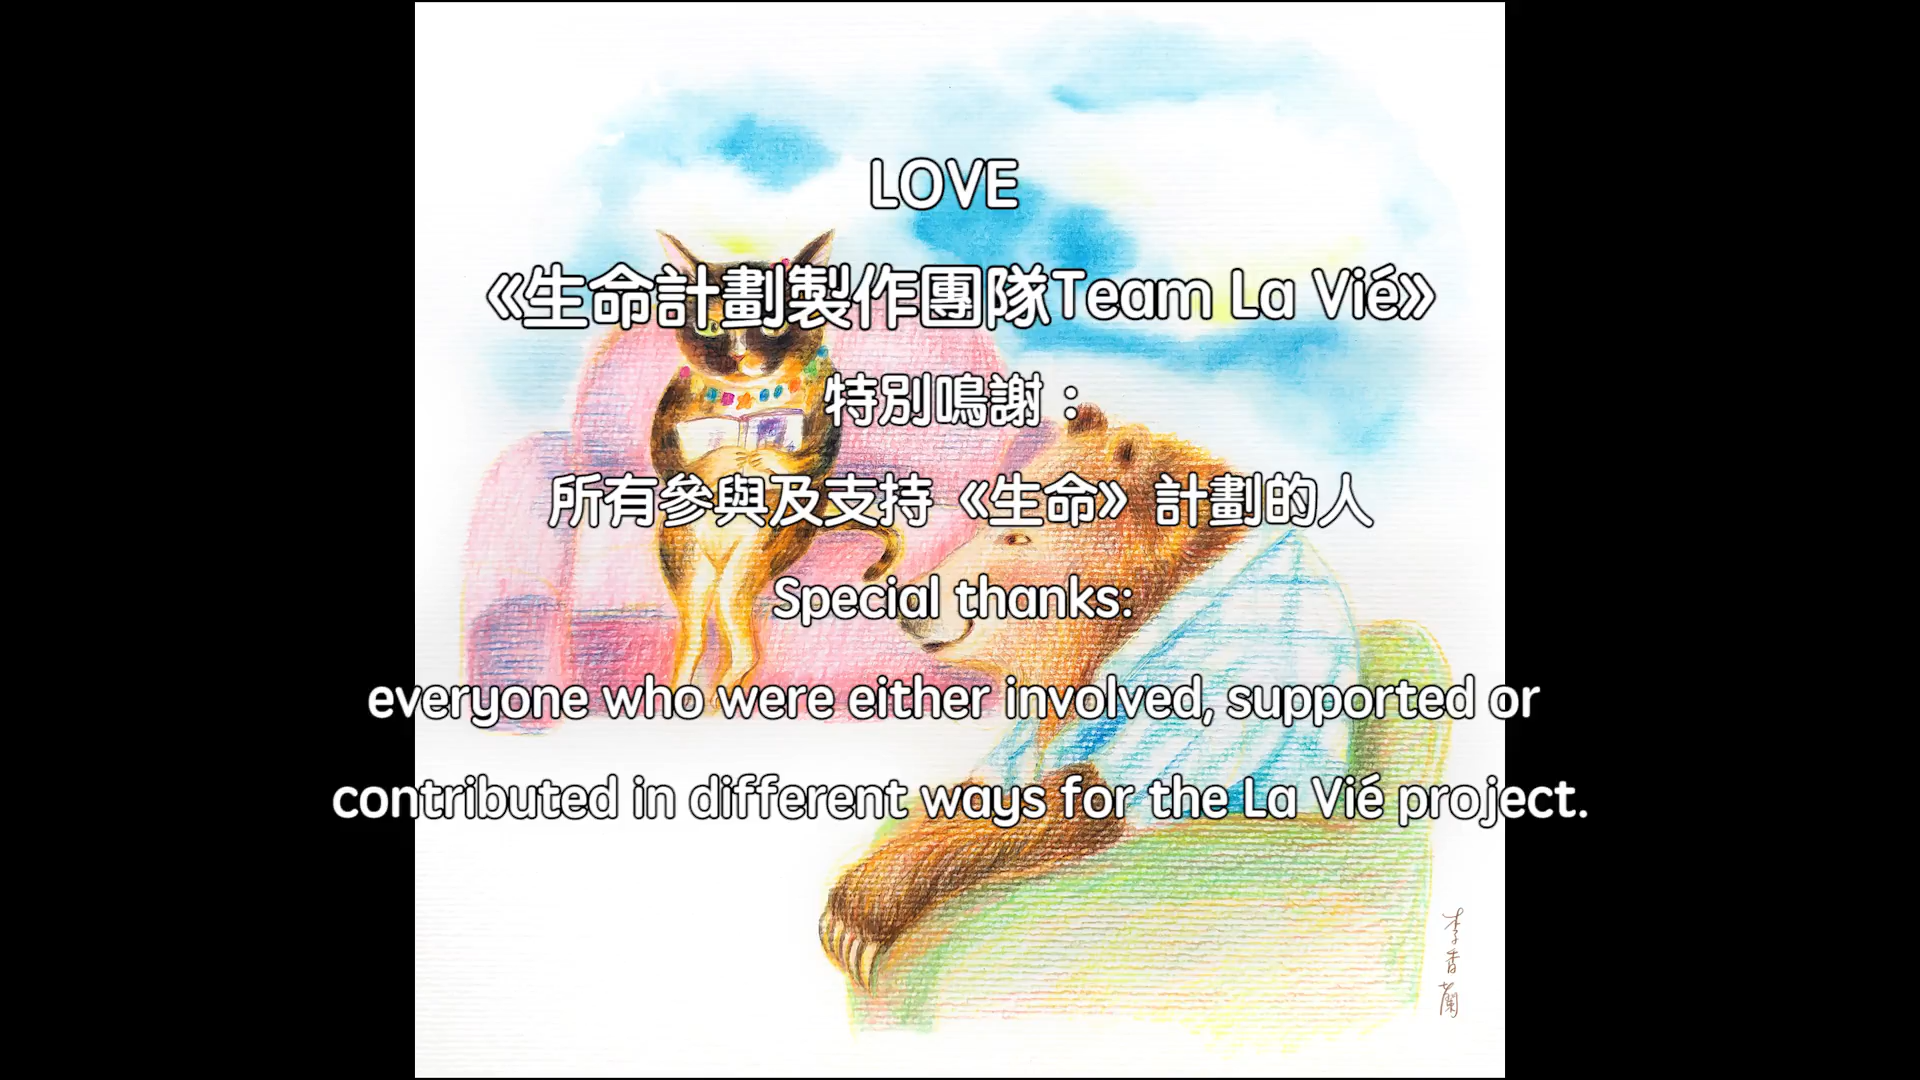 LOVE
《生命計劃製作團隊Team La Vié》
特別鳴謝：
所有參與及支持《生命》計劃的人
Special thanks:
everyone who were either involved, supported or
contributed in different ways for the La Vié project.
李香蘭